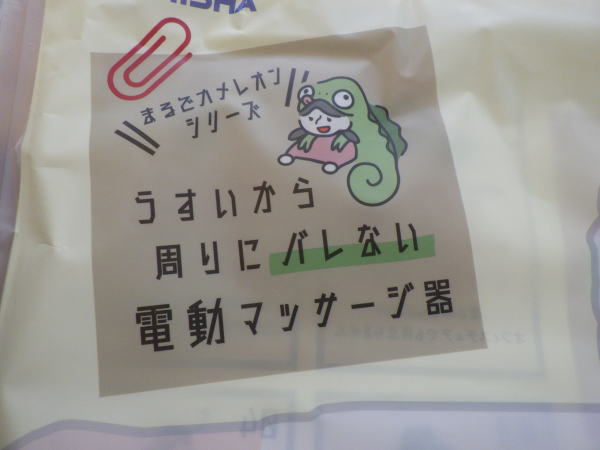 まるでカメレオン
シリーズ
うすいから
周りにバレない
電動マッサージ器